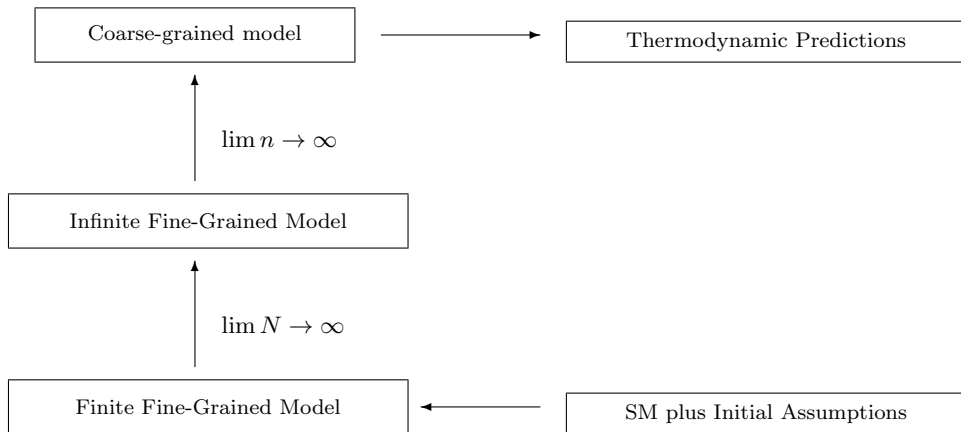 Coarse-grained model
Thermodynamic Predictions
lim n → ∞
Infinite Fine-Grained Model
lim N → ∞
Finite Fine-Grained Model
SM plus Initial Assumptions